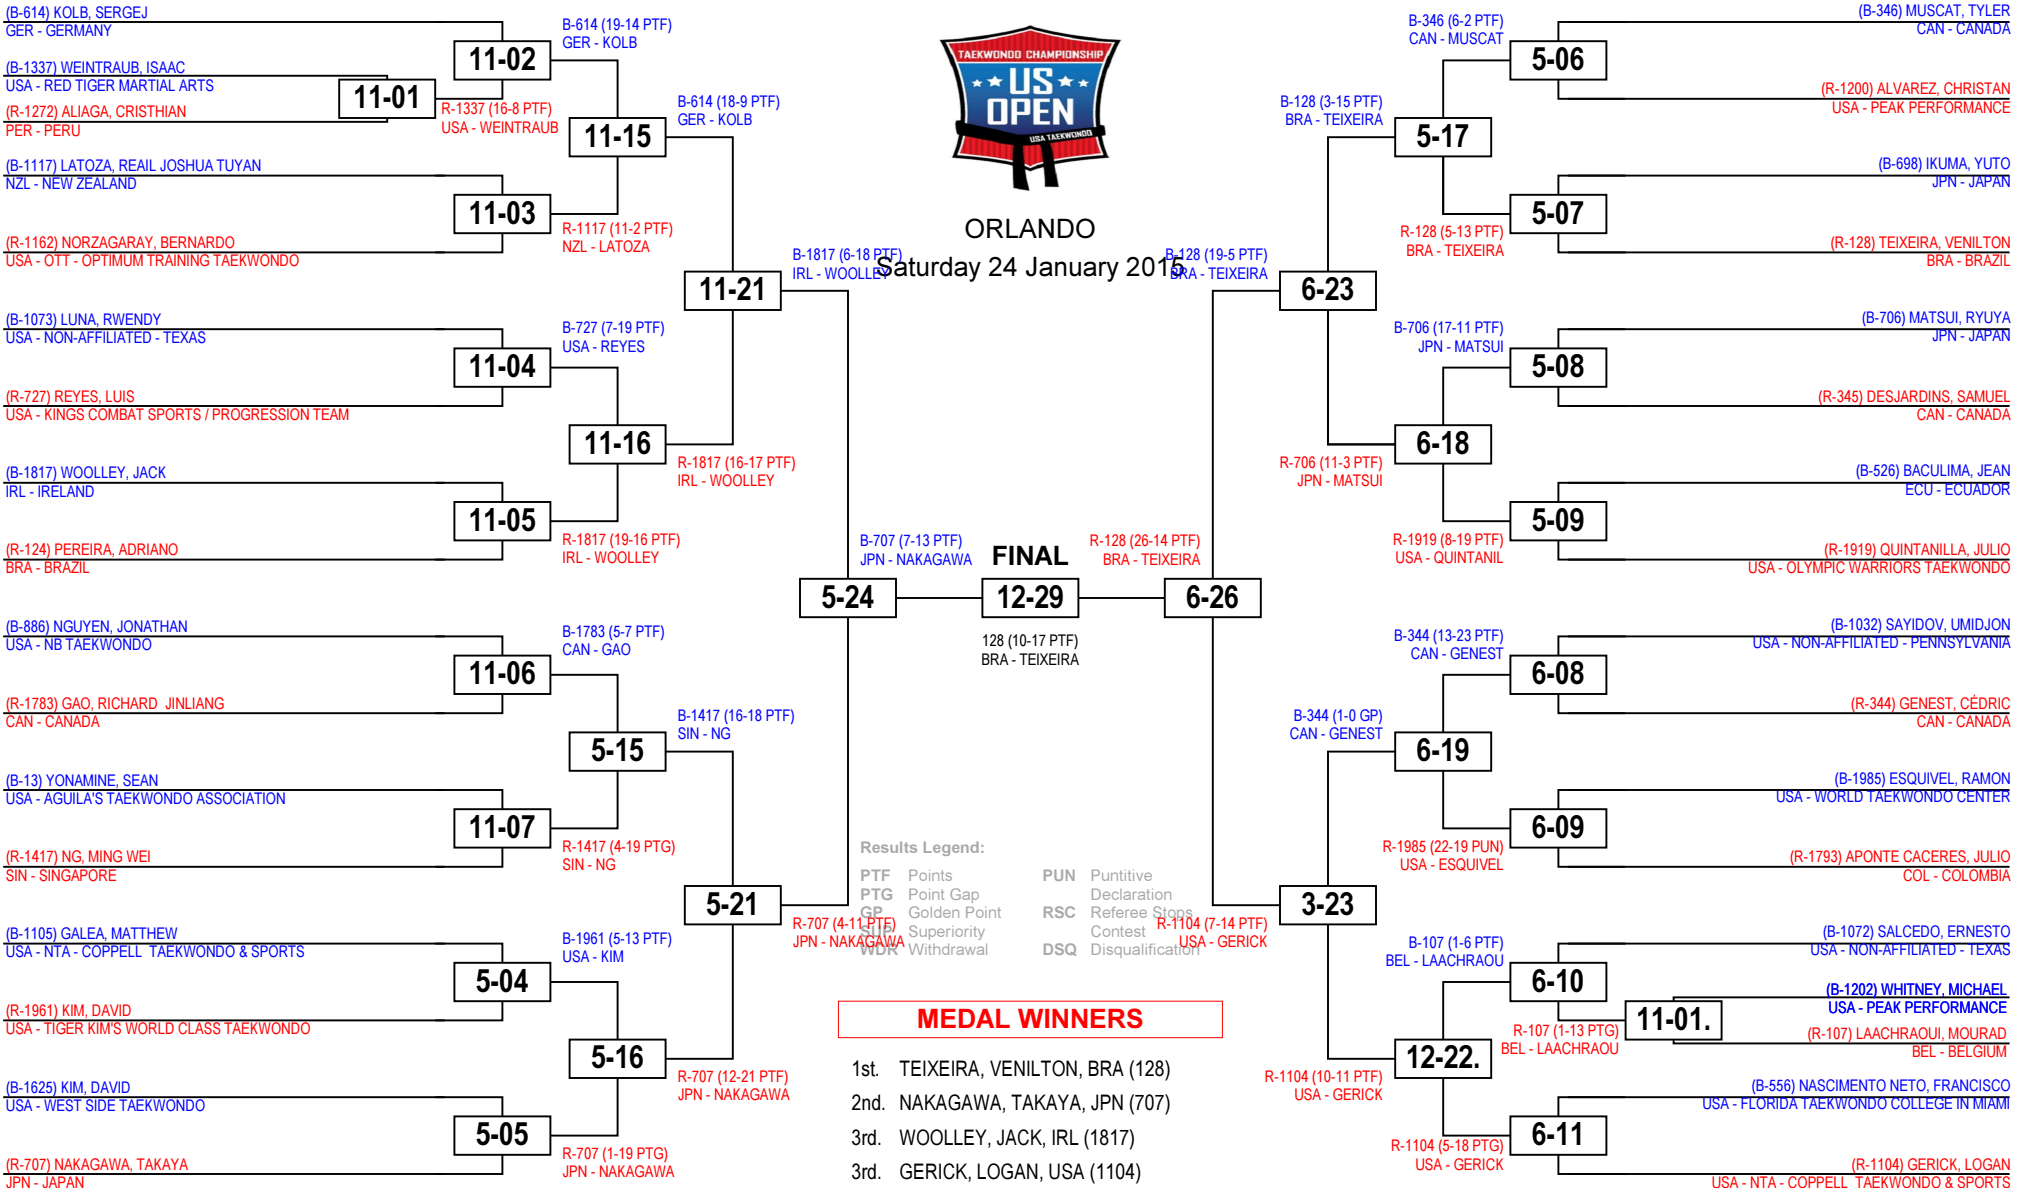 (B-614) KOLB, SERGEJ
GER - GERMANY
(B-1337) WEINTRAUB, ISAAC
USA - RED TIGER MARTIAL ARTS
(R-1272) ALIAGA, CRISTHIAN
PER - PERU
(B-1117) LATOZA, REAIL JOSHUA TUYAN
NZL - NEW ZEALAND
(R-1162) NORZAGARAY, BERNARDO
USA - OTT - OPTIMUM TRAINING TAEKWONDO
(B-1073) LUNA, RWENDY
USA - NON-AFFILIATED - TEXAS
(R-727) REYES, LUIS
USA - KINGS COMBAT SPORTS / PROGRESSION TEAM
(B-1817) WOOLLEY, JACK
IRL - IRELAND
(R-124) PEREIRA, ADRIANO
BRA - BRAZIL
(B-886) NGUYEN, JONATHAN
USA - NB TAEKWONDO
(R-1783) GAO, RICHARD  JINLIANG
CAN - CANADA
(B-13) YONAMINE, SEAN
USA - AGUILA'S TAEKWONDO ASSOCIATION
(R-1417) NG, MING WEI
SIN - SINGAPORE
(B-1105) GALEA, MATTHEW
USA - NTA - COPPELL  TAEKWONDO & SPORTS
(R-1961) KIM, DAVID
USA - TIGER KIM'S WORLD CLASS TAEKWONDO
(B-1625) KIM, DAVID
USA - WEST SIDE TAEKWONDO
(R-707) NAKAGAWA, TAKAYA
JPN - JAPAN
11-01
R-1337 (16-8 PTF)
USA - WEINTRAUB
11-02
11-03
11-04
11-05
11-06
11-07
5-04
5-05
B-614 (19-14 PTF)
GER - KOLB
11-15
R-1117 (11-2 PTF)
NZL - LATOZA
B-727 (7-19 PTF)
USA - REYES
11-16
R-1817 (19-16 PTF)
IRL - WOOLLEY
B-1783 (5-7 PTF)
CAN - GAO
5-15
R-1417 (4-19 PTG)
SIN - NG
B-1961 (5-13 PTF)
USA - KIM
5-16
R-707 (1-19 PTG)
JPN - NAKAGAWA
B-614 (18-9 PTF)
GER - KOLB
11-21
R-1817 (16-17 PTF)
IRL - WOOLLEY
B-1417 (16-18 PTF)
SIN - NG
5-21
R-707 (12-21 PTF)
JPN - NAKAGAWA
B-1817 (6-18 PTF)
IRL - WOOLLEY
5-24
R-707 (4-11 PTF)
JPN - NAKAGAWA
TAEKWONDO CHAMPIONSHIP
US
OPEN
USA TAEKWONDO
ORLANDO
Saturday 24 January 2015
B-707 (7-13 PTF)
JPN - NAKAGAWA
FINAL
12-29
128 (10-17 PTF)
BRA - TEIXEIRA
R-128 (26-14 PTF)
BRA - TEIXEIRA
Results Legend:
PTF Points
PTG Point Gap
GP Golden Point
SUP Superiority
WDR Withdrawal
PUN Puntitive
Declaration
RSC Referee Stops
Contest
DSQ Disqualification
MEDAL WINNERS
1st. TEIXEIRA, VENILTON, BRA (128)
2nd. NAKAGAWA, TAKAYA, JPN (707)
3rd. WOOLLEY, JACK, IRL (1817)
3rd. GERICK, LOGAN, USA (1104)
B-128 (19-5 PTF)
BRA - TEIXEIRA
6-26
R-1104 (7-14 PTF)
USA - GERICK
B-128 (3-15 PTF)
BRA - TEIXEIRA
6-23
R-706 (11-3 PTF)
JPN - MATSUI
B-344 (1-0 GP)
CAN - GENEST
3-23
R-1104 (10-11 PTF)
USA - GERICK
B-346 (6-2 PTF)
CAN - MUSCAT
5-17
R-128 (5-13 PTF)
BRA - TEIXEIRA
B-706 (17-11 PTF)
JPN - MATSUI
6-18
R-1919 (8-19 PTF)
USA - QUINTANIL
B-344 (13-23 PTF)
CAN - GENEST
6-19
R-1985 (22-19 PUN)
USA - ESQUIVEL
B-107 (1-6 PTF)
BEL - LAACHRAOU
12-22.
R-1104 (5-18 PTG)
USA - GERICK
5-06
5-07
5-08
5-09
6-08
6-09
6-10
R-107 (1-13 PTG)
BEL - LAACHRAOU
11-01.
6-11
(B-346) MUSCAT, TYLER
CAN - CANADA
(R-1200) ALVAREZ, CHRISTAN
USA - PEAK PERFORMANCE
(B-698) IKUMA, YUTO
JPN - JAPAN
(R-128) TEIXEIRA, VENILTON
BRA - BRAZIL
(B-706) MATSUI, RYUYA
JPN - JAPAN
(R-345) DESJARDINS, SAMUEL
CAN - CANADA
(B-526) BACULIMA, JEAN
ECU - ECUADOR
(R-1919) QUINTANILLA, JULIO
USA - OLYMPIC WARRIORS TAEKWONDO
(B-1032) SAYIDOV, UMIDJON
USA - NON-AFFILIATED - PENNSYLVANIA
(R-344) GENEST, CÉDRIC
CAN - CANADA
(B-1985) ESQUIVEL, RAMON
USA - WORLD TAEKWONDO CENTER
(R-1793) APONTE CACERES, JULIO
COL - COLOMBIA
(B-1072) SALCEDO, ERNESTO
USA - NON-AFFILIATED - TEXAS
(B-1202) WHITNEY, MICHAEL
USA - PEAK PERFORMANCE
(R-107) LAACHRAOUI, MOURAD
BEL - BELGIUM
(B-556) NASCIMENTO NETO, FRANCISCO
USA - FLORIDA TAEKWONDO COLLEGE IN MIAMI
(R-1104) GERICK, LOGAN
USA - NTA - COPPELL  TAEKWONDO & SPORTS